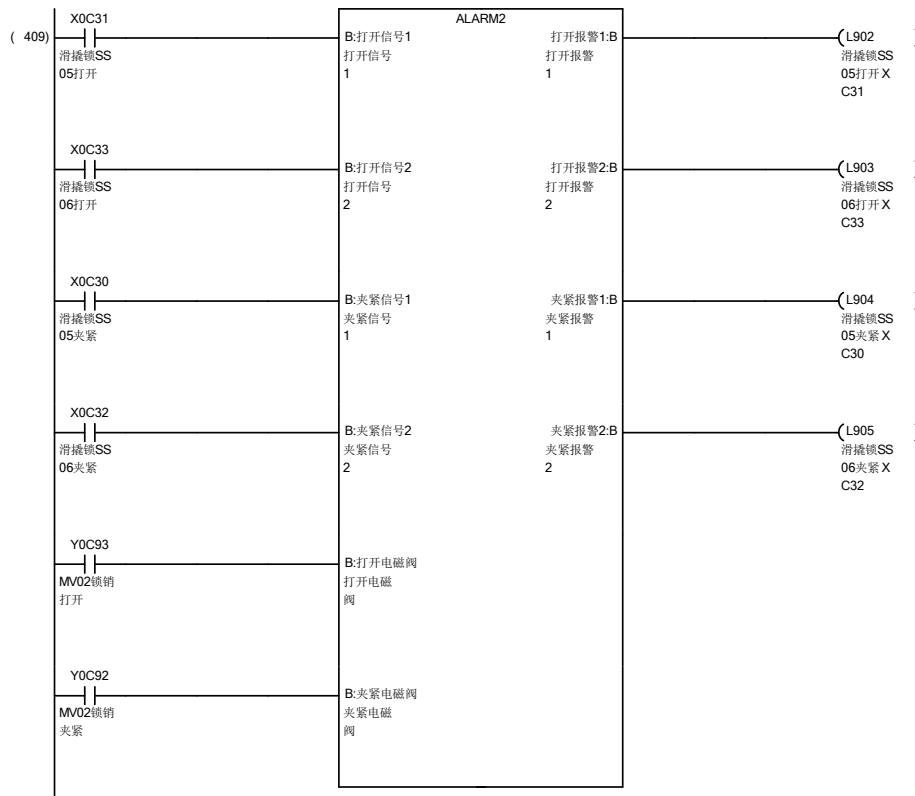 X0C31
ALARM2
( 409)
B:打开信号1
打开报警1:B
L902
滑撬锁SS
05打开
打开信号
1
打开报警
1
滑撬锁SS
05打开 X
C31
X0C33
B:打开信号2
打开报警2:B
L903
滑撬锁SS
06打开
打开信号
2
打开报警
2
滑撬锁SS
06打开 X
C33
X0C30
B:夹紧信号1
夹紧报警1:B
L904
滑撬锁SS
05夹紧
夹紧信号
1
夹紧报警
1
滑撬锁SS
05夹紧 X
C30
X0C32
B:夹紧信号2
夹紧报警2:B
L905
滑撬锁SS
06夹紧
夹紧信号
2
夹紧报警
2
滑撬锁SS
06夹紧 X
C32
Y0C93
B:打开电磁阀
MV02锁销
打开
打开电磁
阀
Y0C92
B:夹紧电磁阀
MV02锁销
夹紧
夹紧电磁
阀